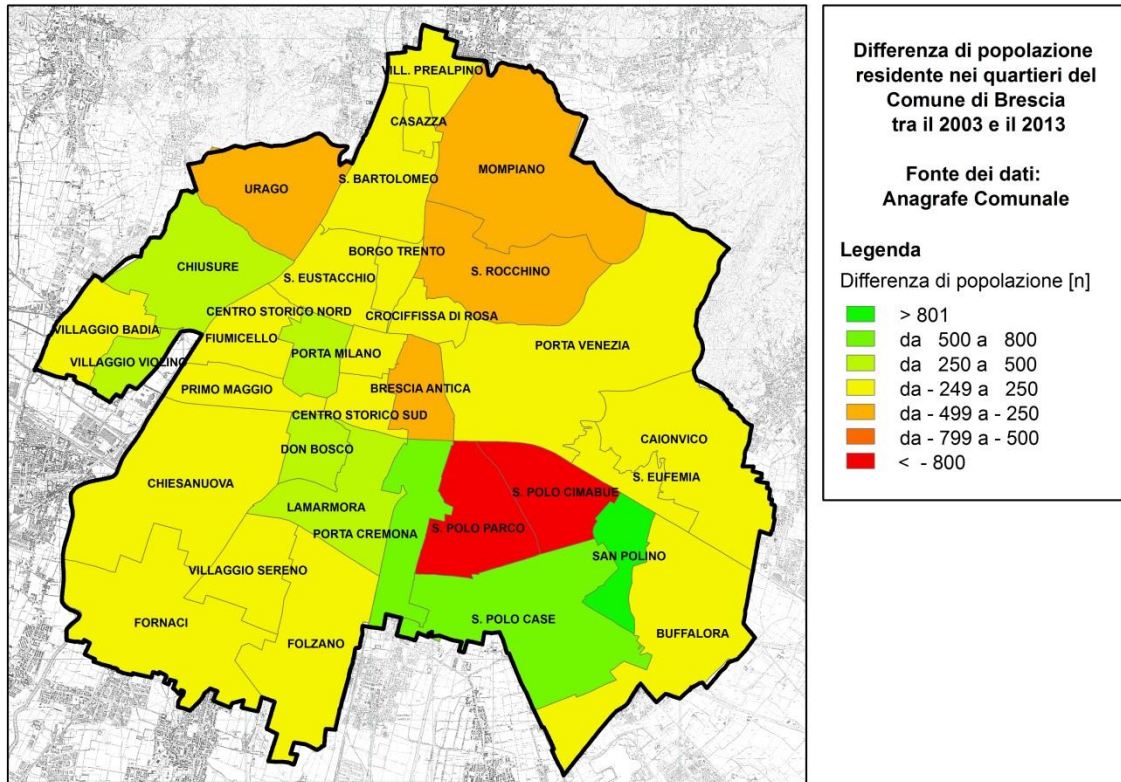 VILL. PREALPINO
CASAZZA
MOMPIANO
S. BARTOLOMEO
URAGO
BORGO TRENTO
CHIUSURE
S. ROCCHINO
S. EUSTACCHIO
CENTRO STORICO NORD
CROCIFFISSA DI ROSA
VILLAGGIO BADIA
FIUMICELLO
PORTA VENEZIA
PORTA MILANO
VILLAGGIO VIOLINO
PRIMO MAGGIO
BRESCIA ANTICA
CENTRO STORICO SUD
CAIONVICO
DON BOSCO
S. EUFEMIA
CHIESANUOVA
S. POLO CIMABUE
LAMARMORA
S. POLO PARCO
PORTA CREMONA
SAN POLINO
VILLAGGIO SERENO
S. POLO CASE
FORNACI
BUFFALORA
FOLZANO
Differenza di popolazione
residente nei quartieri del
Comune di Brescia
tra il 2003 e il 2013
Fonte dei dati:
Anagrafe Comunale
Legenda
Differenza di popolazione [n]
> 801
da 500 a 800
da 250 a 500
da - 249 a 250
da - 499 a - 250
da - 799 a - 500
< - 800